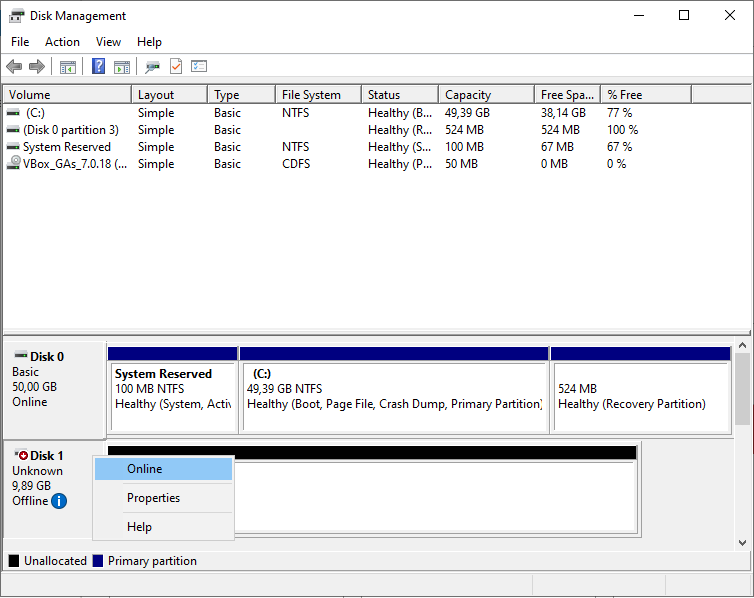 Disk Management
File Action View Help
Volume Layout Type File System Status Capacity Free Spa... % Free
(C:) Simple Basic NTFS Healthy (B... 49,39 GB 38,14 GB 77 %
(Disk 0 partition 3) Simple Basic Healthy (R... 524 MB 524 MB 100 %
System Reserved Simple Basic NTFS Healthy (S... 100 MB 67 MB 67 %
VBox_GAs_7.0.18 (... Simple Basic CDFS Healthy (P... 50 MB 0 MB 0 %
Disk 0
Basic
50,00 GB
Online
System Reserved
100 MB NTFS
Healthy (System, Activ
(C:)
49,39 GB NTFS
Healthy (Boot, Page File, Crash Dump, Primary Partition)
524 MB
Healthy (Recovery Partition)
Disk 1
Unknown
9,89 GB
Offline
Online
Properties
Help
Unallocated Primary partition